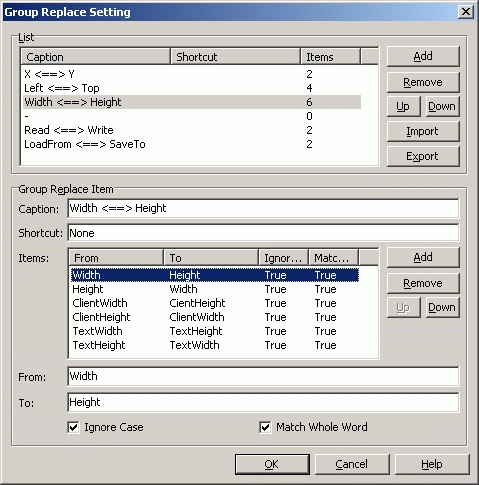 Group Replace Setting
List
Caption Shortcut Items
X <==> Y 2
Left <==> Top 4
Width <==> Height 6
- 0
Read <==> Write 2
LoadFrom <==> SaveTo 2
Add
Remove
Up Down
Import
Export
Group Replace Item
Caption: Width <==> Height
Shortcut: None
Items: From To Ignor... Matc...
Width Height True True
Height Width True True
ClientWidth CientHeight True True
ClientHeight ClientWidth True True
TextWidth TextHeight True True
TextHeight TextWidth True True
Add
Remove
Up Down
From: Width
To: Height
Ignore Case Match Whole Word
OK Cancel Help